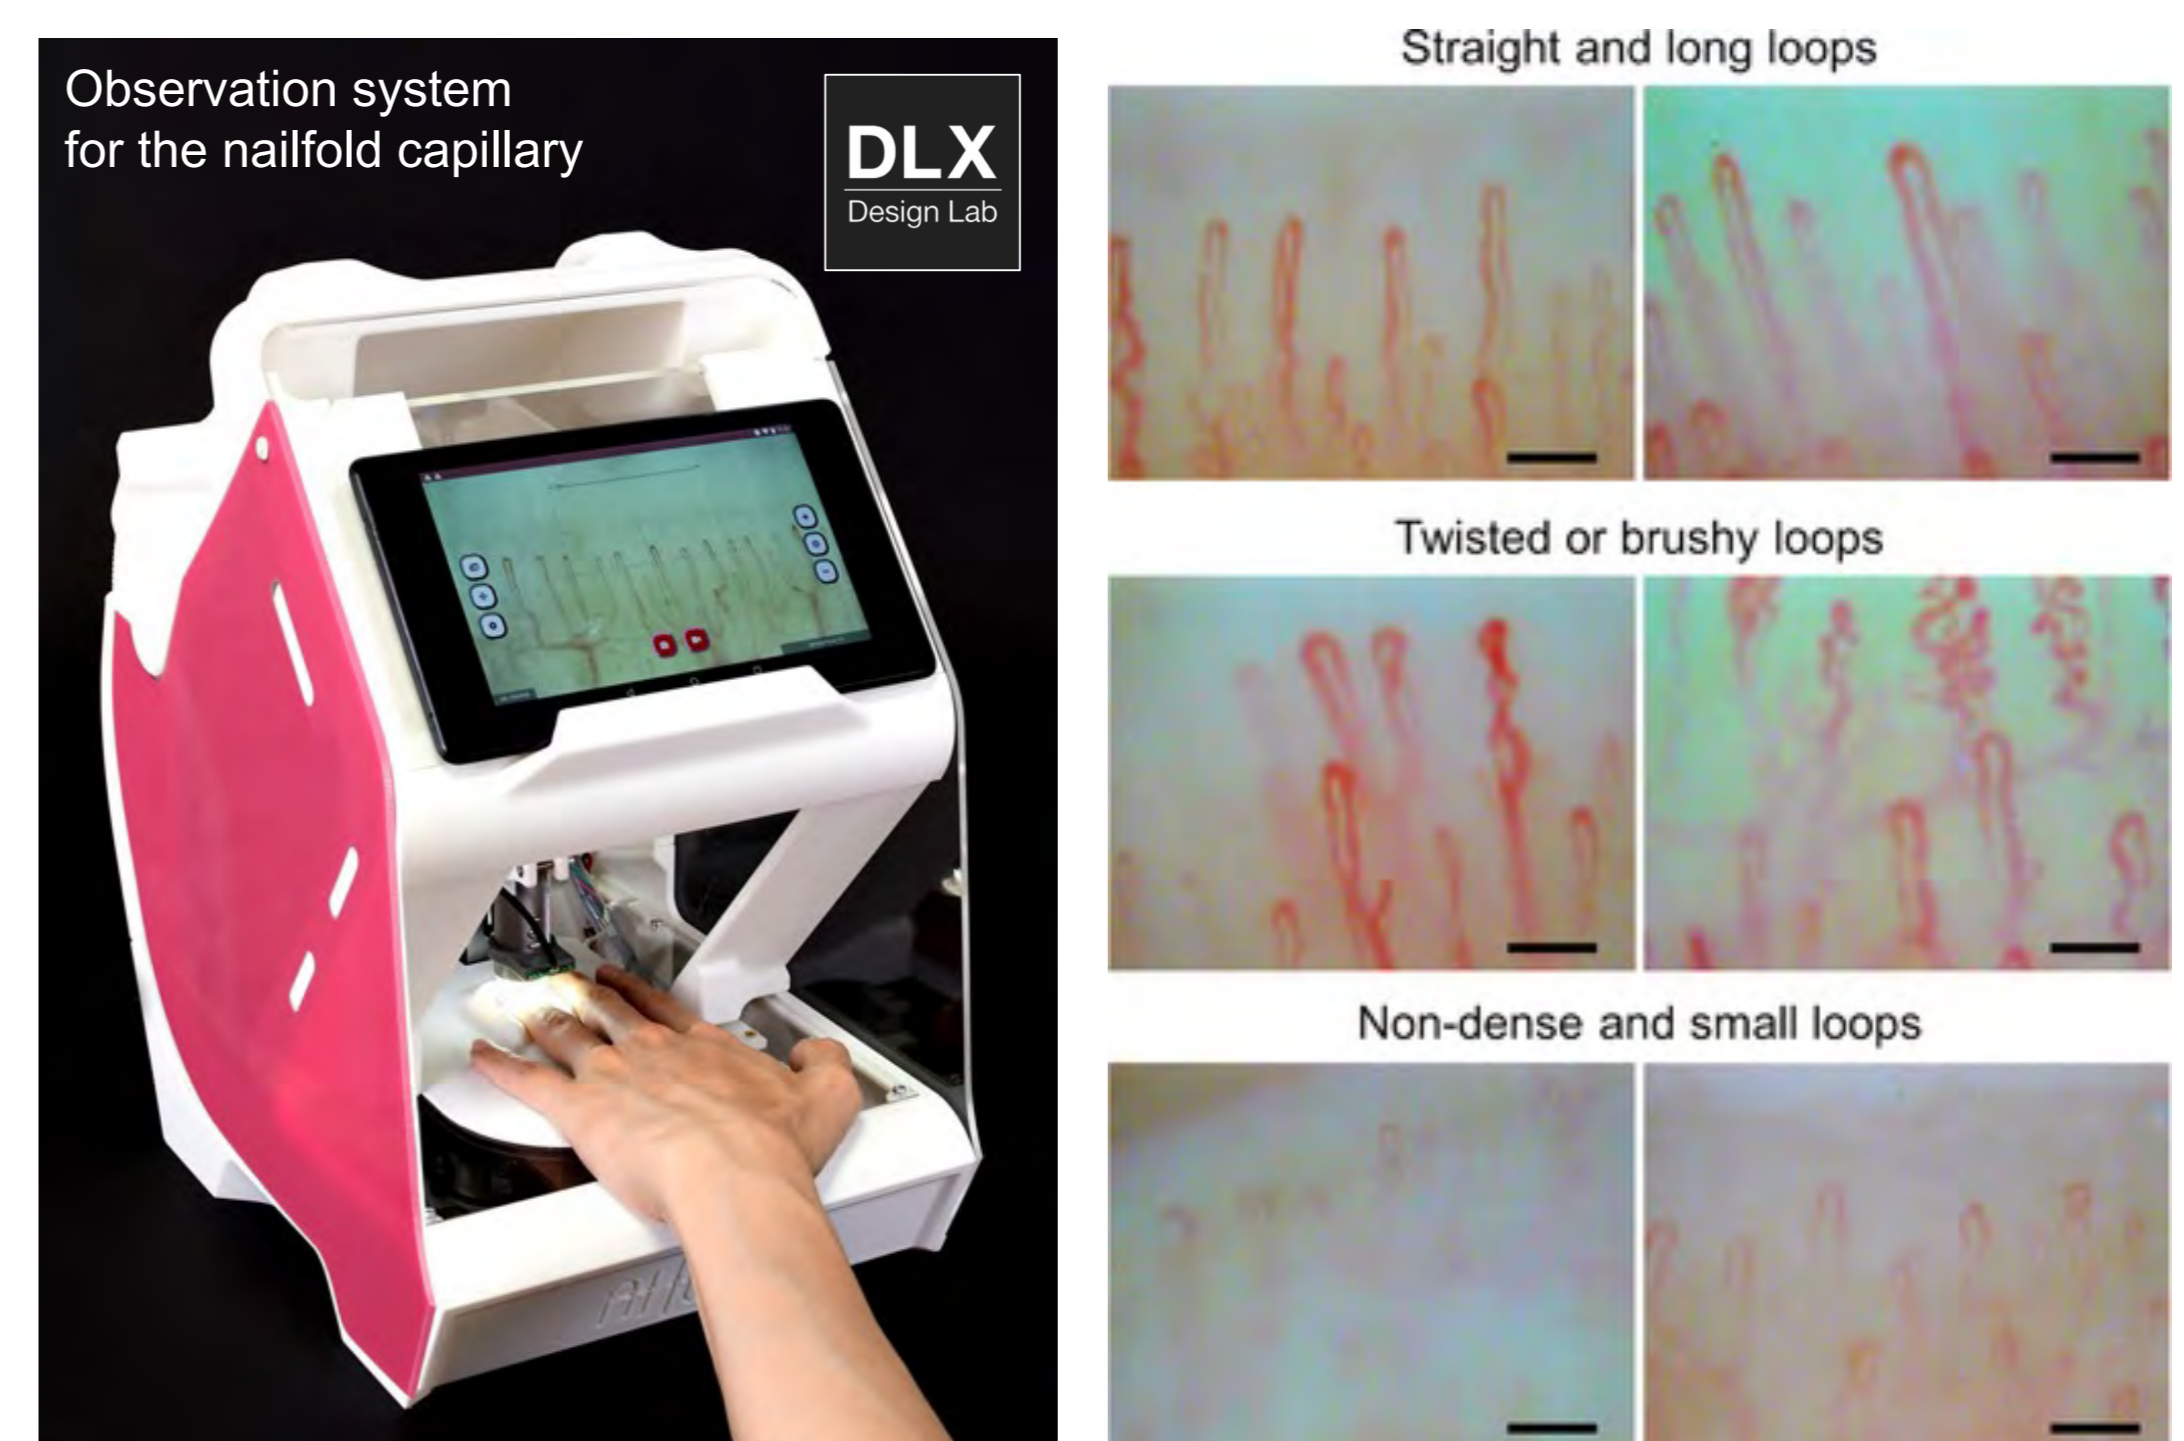 Observation system
for the nailfold capillary
DLX
Design Lab
Straight and long loops
Twisted or brushy loops
Non-dense and small loops